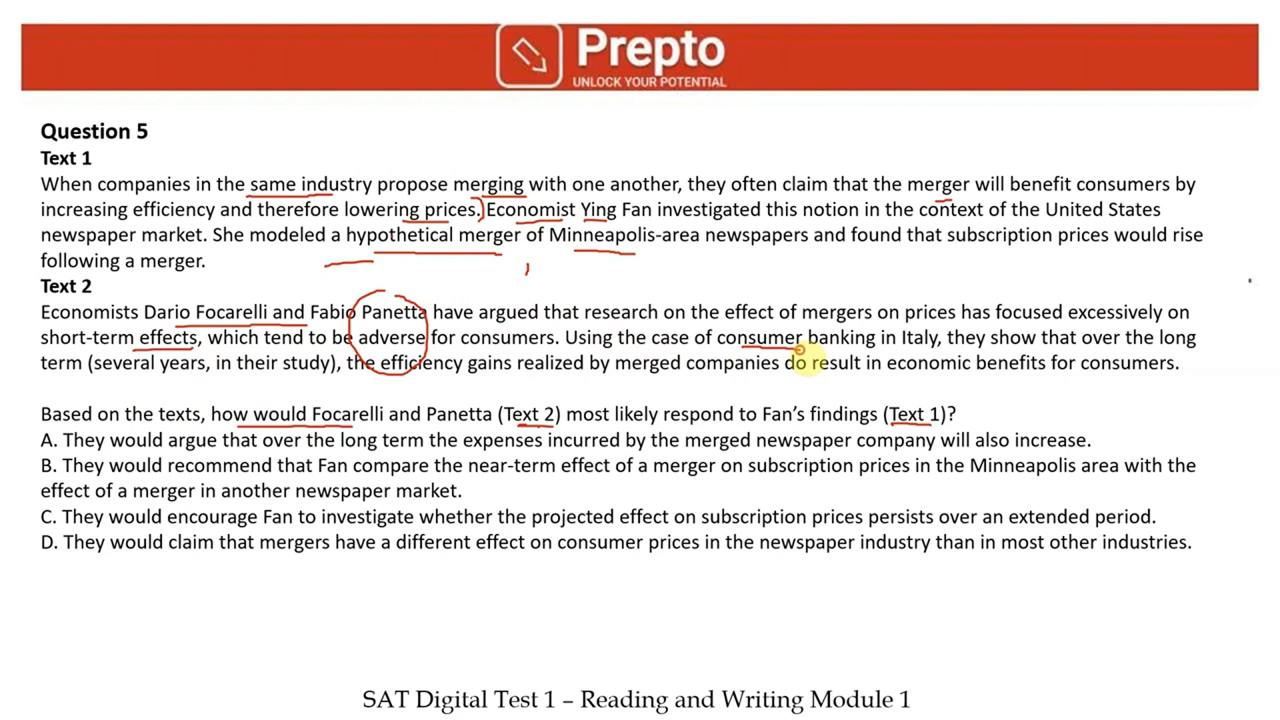 Prepto
UNLOCK YOUR POTENTIAL
Question 5
Text 1
When companies in the same industry propose merging with one another, they often claim that the merger will benefit consumers by
increasing efficiency and therefore lowering prices. Economist Ying Fan investigated this notion in the context of the United States
newspaper market. She modeled a hypothetical merger of Minneapolis-area newspapers and found that subscription prices would rise
following a merger.
Text 2
Economists Dario Focarelli and Fabio Panetta have argued that research on the effect of mergers on prices has focused excessively on
short-term effects, which tend to be adverse for consumers. Using the case of consumer banking in Italy, they show that over the long
term (several years, in their study), the efficiency gains realized by merged companies do result in economic benefits for consumers.
Based on the texts, how would Focarelli and Panetta (Text 2) most likely respond to Fan's findings (Text 1)?
A. They would argue that over the long term the expenses incurred by the merged newspaper company will also increase.
B. They would recommend that Fan compare the near-term effect of a merger on subscription prices in the Minneapolis area with the
effect of a merger in another newspaper market.
C. They would encourage Fan to investigate whether the projected effect on subscription prices persists over an extended period.
D. They would claim that mergers have a different effect on consumer prices in the newspaper industry than in most other industries.
SAT Digital Test 1 – Reading and Writing Module 1